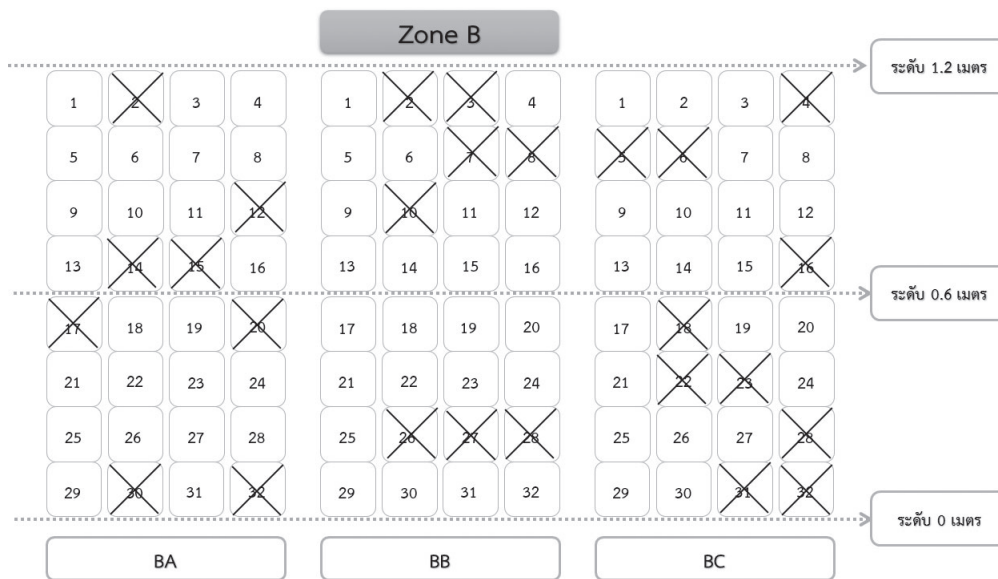 Zone B
ระดับ 1.2 เมตร
1 2 3 4 1 2 3 4 1 2 3 4
5 6 7 8 5 6 7 8 5 6 7 8
9 10 11 12 9 10 11 12 9 10 11 12
13 14 15 16 13 14 15 16 13 14 15 16
ระดับ 0.6 เมตร
17 18 19 20 17 18 19 20 17 18 19 20
21 22 23 24 21 22 23 24 21 22 23 24
25 26 27 28 25 26 27 28 25 26 27 28
29 30 31 32 29 30 31 32 29 30 31 32
ระดับ 0 เมตร
BA BB BC